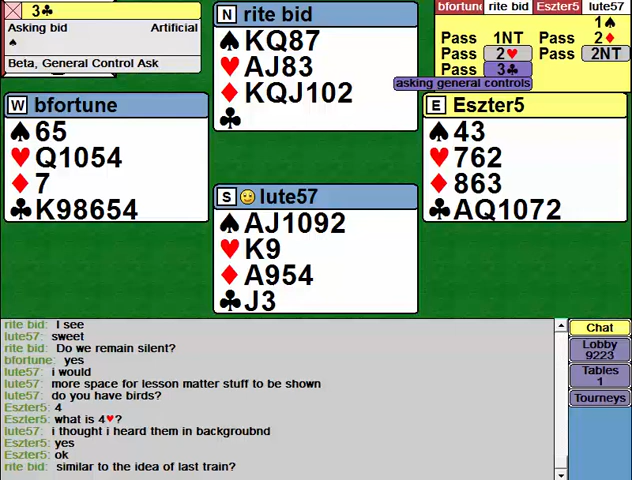 3♣
Asking bid Artificial
♠
Beta, General Control Ask
N rite bid
♠KQ87
♥AJ83
♦KQJ102
♣
bfortune rite bid Eszter5 lute57
1♠
Pass 1NT Pass 2♦
Pass 2♥ Pass 2NT
Pass 3♣
asking general controls
W bfortune
♠65
♥Q1054
♦7
♣K98654
E Eszter5
♠43
♥762
♦863
♣AQ1072
S lute57
♠AJ1092
♥K9
♦A954
♣J3
rite bid: I see
lute57: sweet
rite bid: Do we remain silent?
bfortune: yes
lute57: i would
lute57: more space for lesson matter stuff to be shown
lute57: do you have birds?
Eszter5: 4
Eszter5: what is 4♥?
lute57: i thought i heard them in backgroubnd
Eszter5: yes
Eszter5: ok
rite bid: similar to the idea of last train?
Chat
Lobby
9223
Tables
1
Tourneys